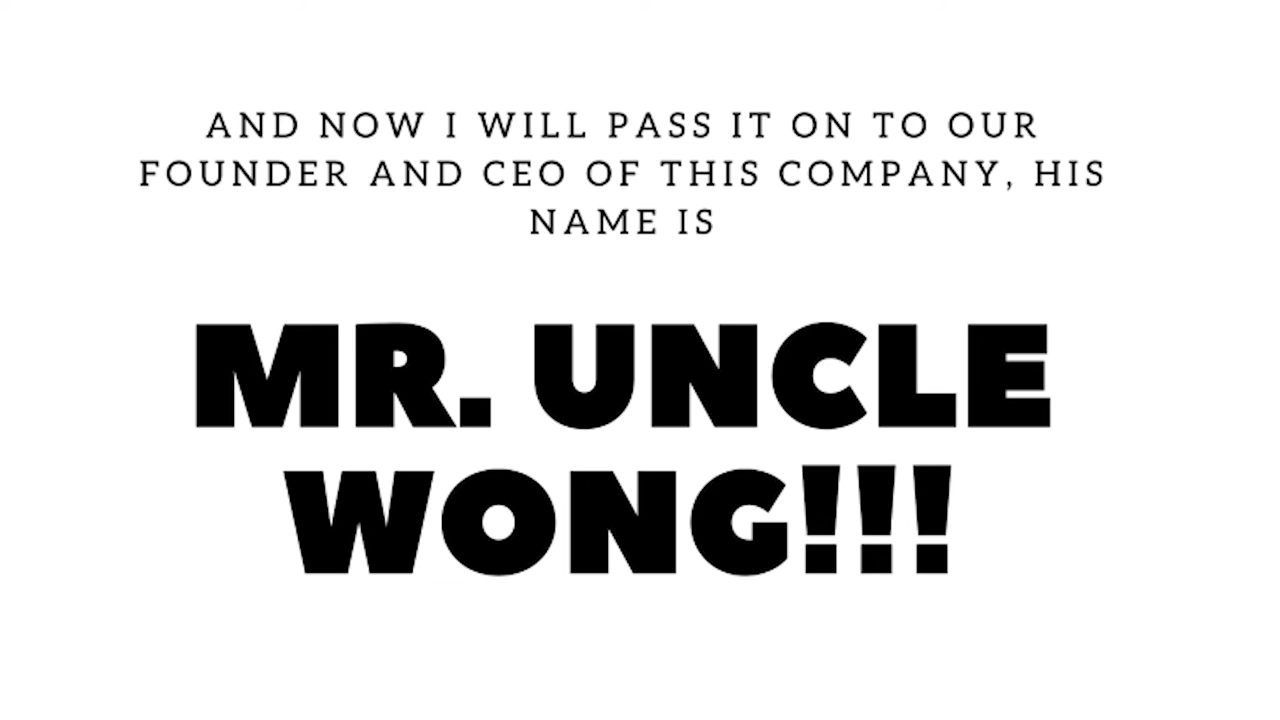 AND NOW I WILL PASS IT ON TO OUR
FOUNDER AND CEO OF THIS COMPANY, HIS
NAME IS
MR. UNCLE
WONG!!!